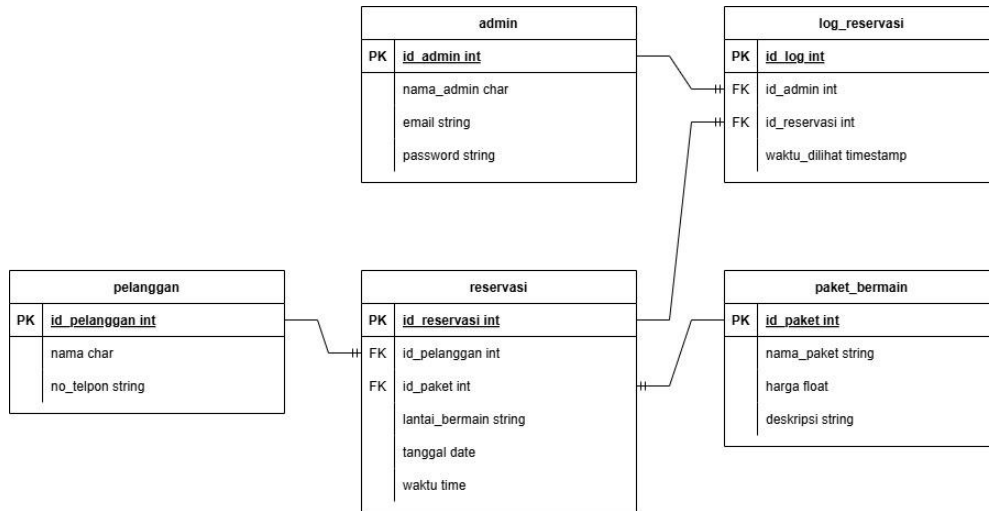 admin
PK id_admin int
nama_admin char
email string
password string
log_reservasi
PK id_log int
FK id_admin int
FK id_reservasi int
waktu_dilihat timestamp
pelanggan
PK id_pelanggan int
nama char
no_telpon string
reservasi
PK id_reservasi int
FK id_pelanggan int
FK id_paket int
lantai_bermain string
tanggal date
waktu time
paket_bermain
PK id_paket int
nama_paket string
harga float
deskripsi string